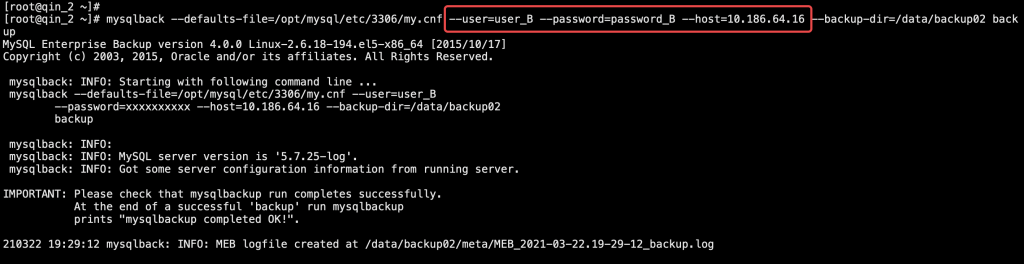 [root@qin_2 ~]#
[root@qin_2 ~]# mysqlback --defaults-file=/opt/mysql/etc/3306/my.cnf --user=user_B --password=password_B --host=10.186.64.16 --backup-dir=/data/backup02 back
up
MySQL Enterprise Backup version 4.0.0 Linux-2.6.18-194.el5-x86_64 [2015/10/17]
Copyright (c) 2003, 2015, Oracle and/or its affiliates. All Rights Reserved.
mysqlback: INFO: Starting with following command line ...
mysqlback --defaults-file=/opt/mysql/etc/3306/my.cnf --user=user_B
--password=xxxxxxxxxx --host=10.186.64.16 --backup-dir=/data/backup02
backup
mysqlback: INFO:
mysqlback: INFO: MySQL server version is '5.7.25-log'.
mysqlback: INFO: Got some server configuration information from running server.
IMPORTANT: Please check that mysqlbackup run completes successfully.
At the end of a successful 'backup' run mysqlbackup
prints "mysqlbackup completed OK!".
210322 19:29:12 mysqlback: INFO: MEB logfile created at /data/backup02/meta/MEB_2021-03-22.19-29-12_backup.log